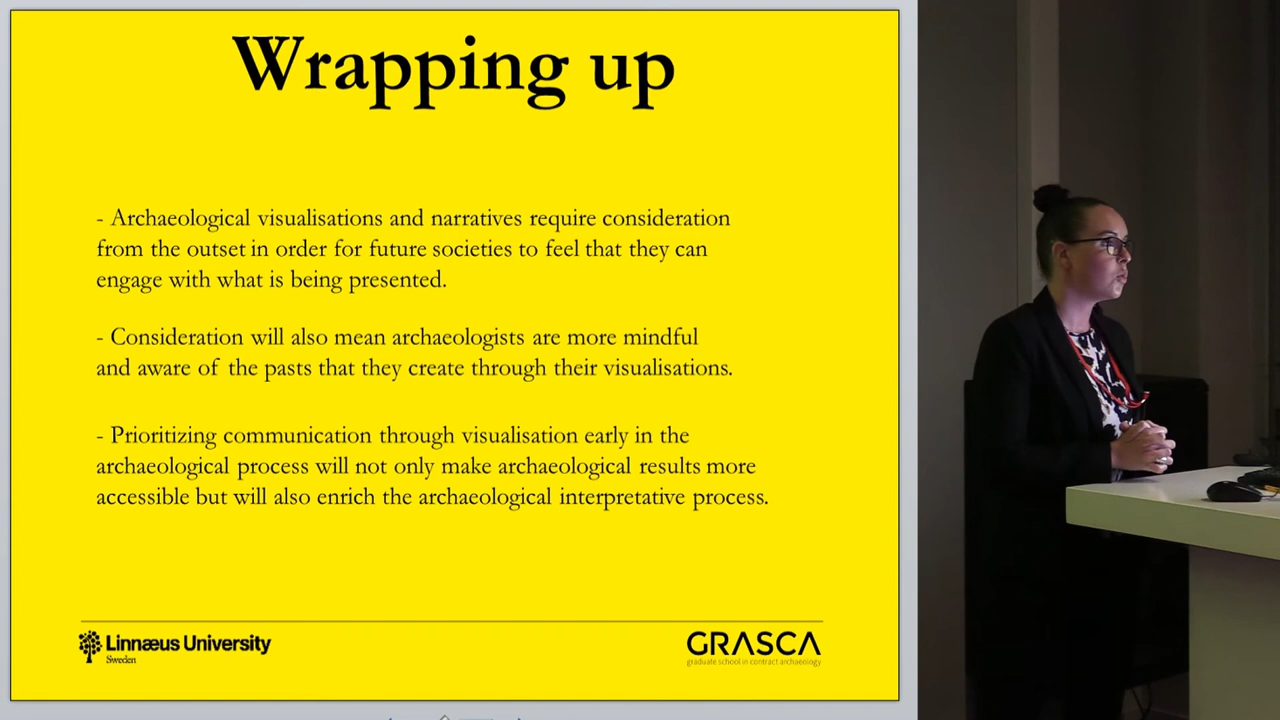 Wrapping up
- Archaeological visualisations and narratives require consideration
from the outset in order for future societies to feel that they can
engage with what is being presented.
- Consideration will also mean archaeologists are more mindful
and aware of the pasts that they create through their visualisations.
- Prioritizing communication through visualisation early in the
archaeological process will not only make archaeological results more
accessible but will also enrich the archaeological interpretative process.
Linnæus University
Sweden
GRASCA
graduate school in contract archaeology